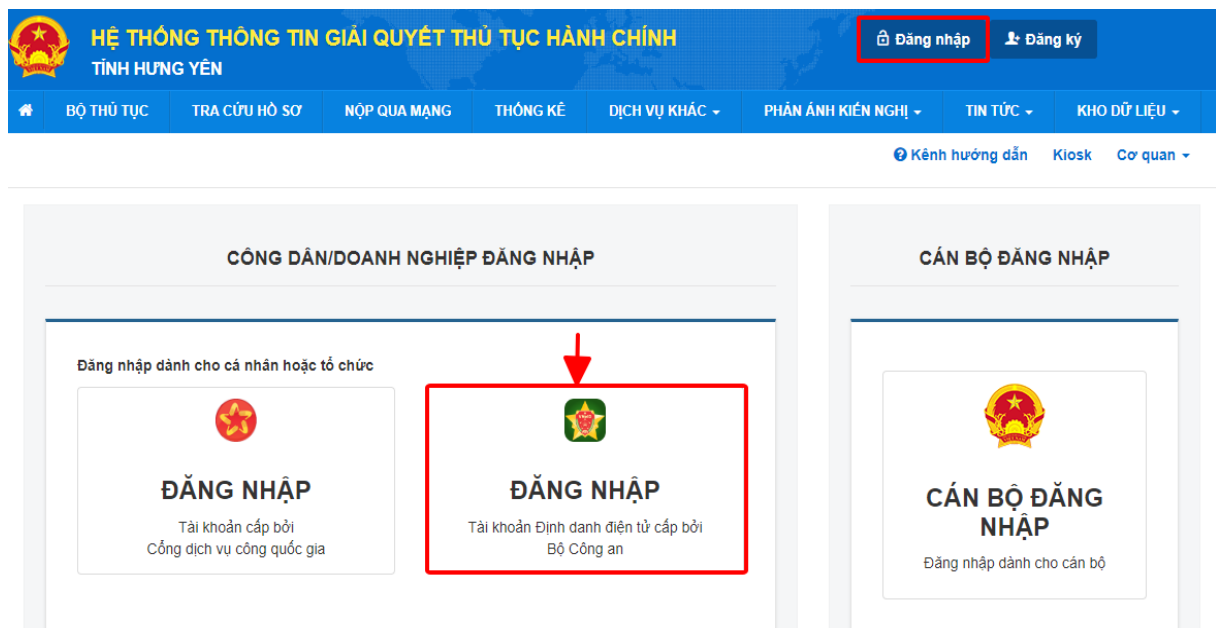 HỆ THỐNG THÔNG TIN GIẢI QUYẾT THỦ TỤC HÀNH CHÍNH
TỈNH HƯNG YÊN
Đăng nhập Đăng ký
BỘ THỦ TỤC TRA CỨU HỒ SƠ NỘP QUA MẠNG THỐNG KÊ DỊCH VỤ KHÁC PHẢN ÁNH KIẾN NGHỊ TIN TỨC KHO DỮ LIỆU
Kênh hướng dẫn Kiosk Cơ quan
CÔNG DÂN/DOANH NGHIỆP ĐĂNG NHẬP
Đăng nhập dành cho cá nhân hoặc tổ chức
ĐĂNG NHẬP
Tài khoản cấp bởi
Cổng dịch vụ công quốc gia
ĐĂNG NHẬP
Tài khoản Định danh điện tử cấp bởi
Bộ Công an
CÁN BỘ ĐĂNG NHẬP
CÁN BỘ ĐĂNG
NHẬP
Đăng nhập dành cho cán bộ